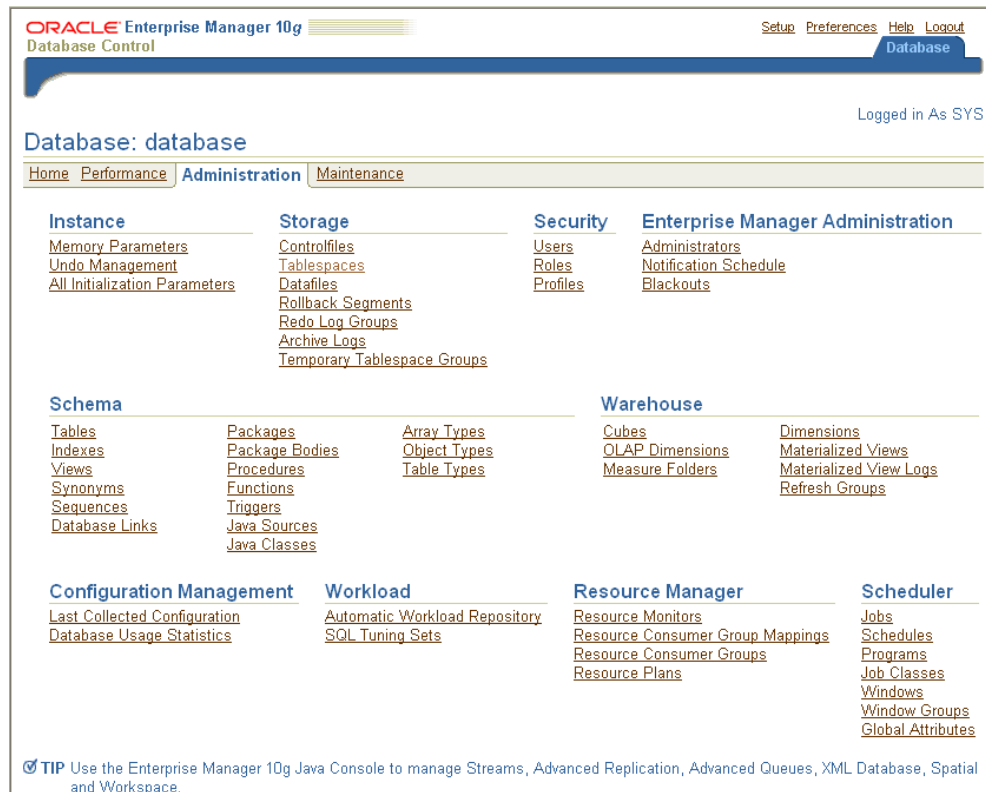 ORACLE Enterprise Manager 10g
Database Control
Setup Preferences Help Logout
Database
Logged in As SYS
Database: database
Home Performance Administration Maintenance
Instance
Memory Parameters
Undo Management
All Initialization Parameters
Storage
Controlfiles
Tablespaces
Datafiles
Rollback Segments
Redo Log Groups
Archive Logs
Temporary Tablespace Groups
Security
Users
Roles
Profiles
Enterprise Manager Administration
Administrators
Notification Schedule
Blackouts
Schema
Tables
Indexes
Views
Synonyms
Sequences
Database Links
Packages
Package Bodies
Procedures
Functions
Triggers
Java Sources
Java Classes
Array Types
Object Types
Table Types
Warehouse
Cubes
OLAP Dimensions
Measure Folders
Dimensions
Materialized Views
Materialized View Logs
Refresh Groups
Configuration Management
Last Collected Configuration
Database Usage Statistics
Workload
Automatic Workload Repository
SQL Tuning Sets
Resource Manager
Resource Monitors
Resource Consumer Group Mappings
Resource Consumer Groups
Resource Plans
Scheduler
Jobs
Schedules
Programs
Job Classes
Windows
Window Groups
Global Attributes
TIP Use the Enterprise Manager 10g Java Console to manage Streams, Advanced Replication, Advanced Queues, XML Database, Spatial
and Workspace.